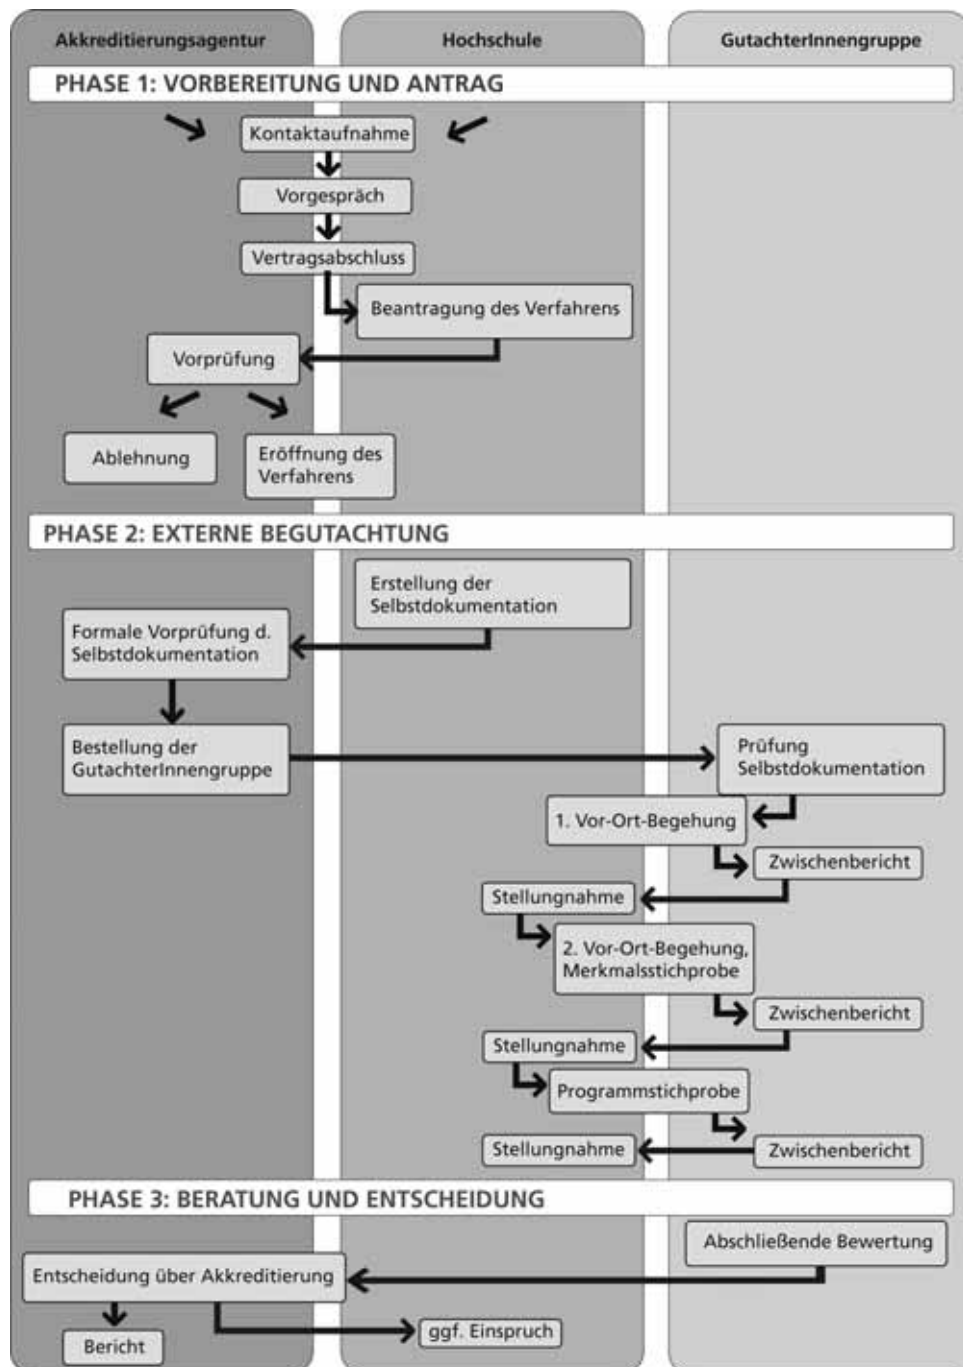 Akkreditierungsagentur
Hochschule
GutachterInnengruppe
PHASE 1: VORBEREITUNG UND ANTRAG
Kontaktaufnahme
Vorgespräch
Vertragsabschluss
Beantragung des Verfahrens
Vorprüfung
Ablehnung
Eröffnung des
Verfahrens
PHASE 2: EXTERNE BEGUTACHTUNG
Erstellung der
Selbstdokumentation
Formale Vorprüfung d.
Selbstdokumentation
Bestellung der
GutachterInnengruppe
Prüfung
Selbstdokumentation
1. Vor-Ort-Begehung
Zwischenbericht
Stellungnahme
2. Vor-Ort-Begehung,
Merkmalsstichprobe
Zwischenbericht
Stellungnahme
Programmstichprobe
Stellungnahme
Zwischenbericht
PHASE 3: BERATUNG UND ENTSCHEIDUNG
Abschließende Bewertung
Entscheidung über Akkreditierung
ggf. Einspruch
Bericht